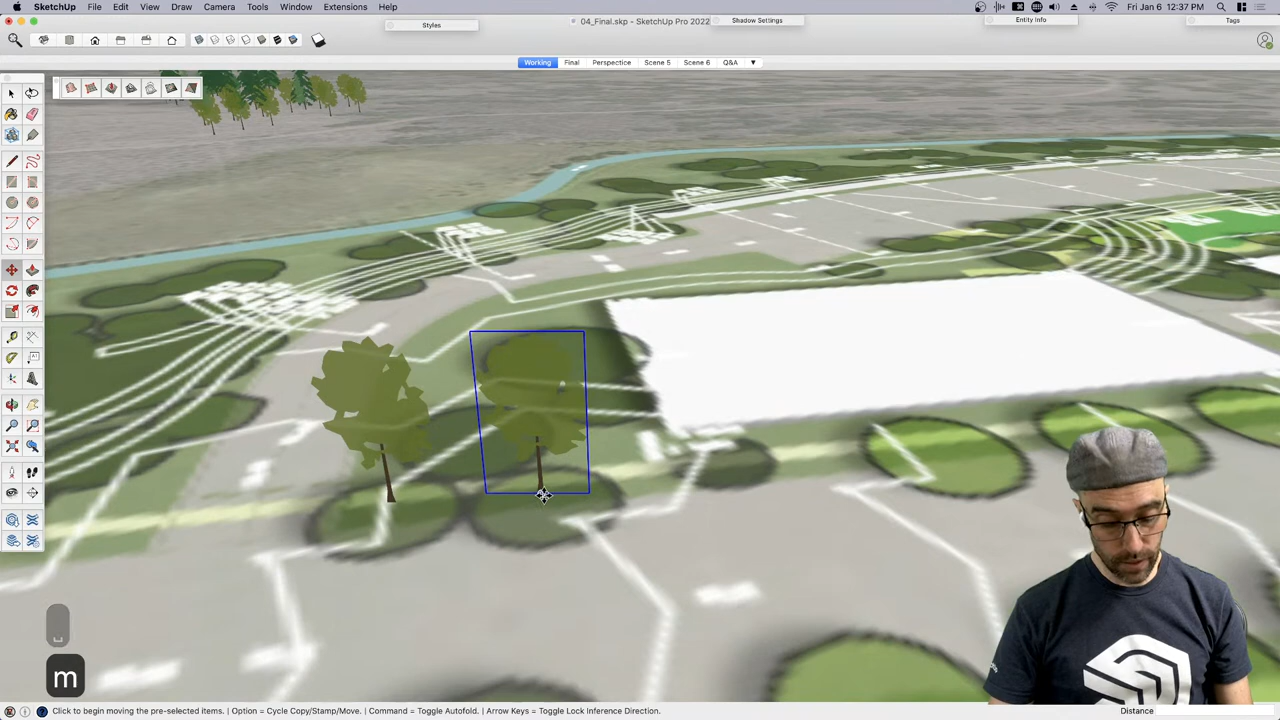 SketchUp File Edit View Draw Camera Tools Window Extensions Help
Fri Jan 6 12:37 PM
Styles
04_Final.skp - SketchUp Pro 2022
Shadow Settings
Entity Info
Tags
Working Final Perspective Scene 5 Scene 6 Q&A
m
Click to begin moving the pre-selected items. | Option = Cycle Copy/Stamp/Move. | Command = Toggle Autofold. | Arrow Keys = Toggle Lock Inference Direction.
Distance